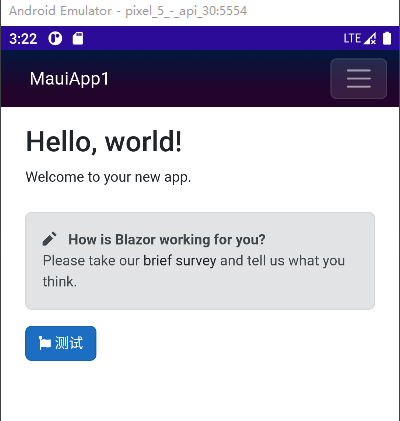 Android Emulator - pixel_5_-_api_30:5554
3:22
LTE
MauiApp1
Hello, world!
Welcome to your new app.
How is Blazor working for you?
Please take our brief survey and tell us what you
think.
测试